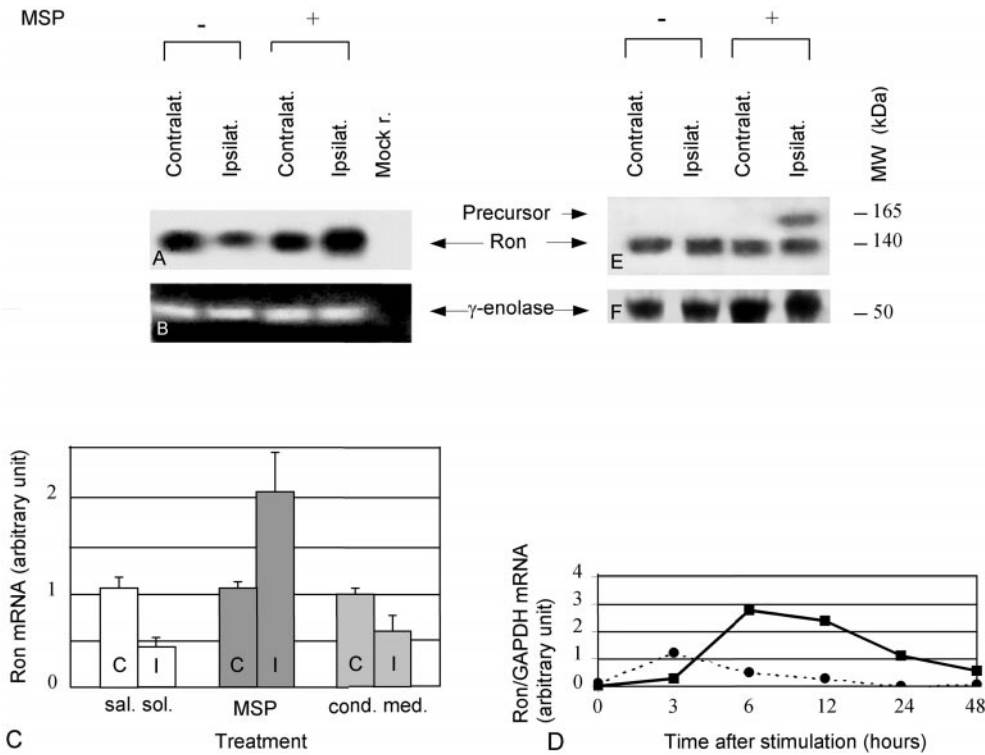 MSP
- +
- +
Contralat.
Ipsilat.
Contralat.
Ipsilat.
Mock r.
Contralat.
Ipsilat.
Contralat.
Ipsilat.
MW (kDa)
Precursor
Ron
γ-enolase
A
B
E
F
– 165
– 140
– 50
Ron mRNA (arbitrary unit)
2
1
0
C I
C I
C I
sal. sol. MSP cond. med.
Treatment
C
Ron/GAPDH mRNA
(arbitrary unit)
4
3
2
1
0
0 3 6 12 24 48
Time after stimulation (hours)
D